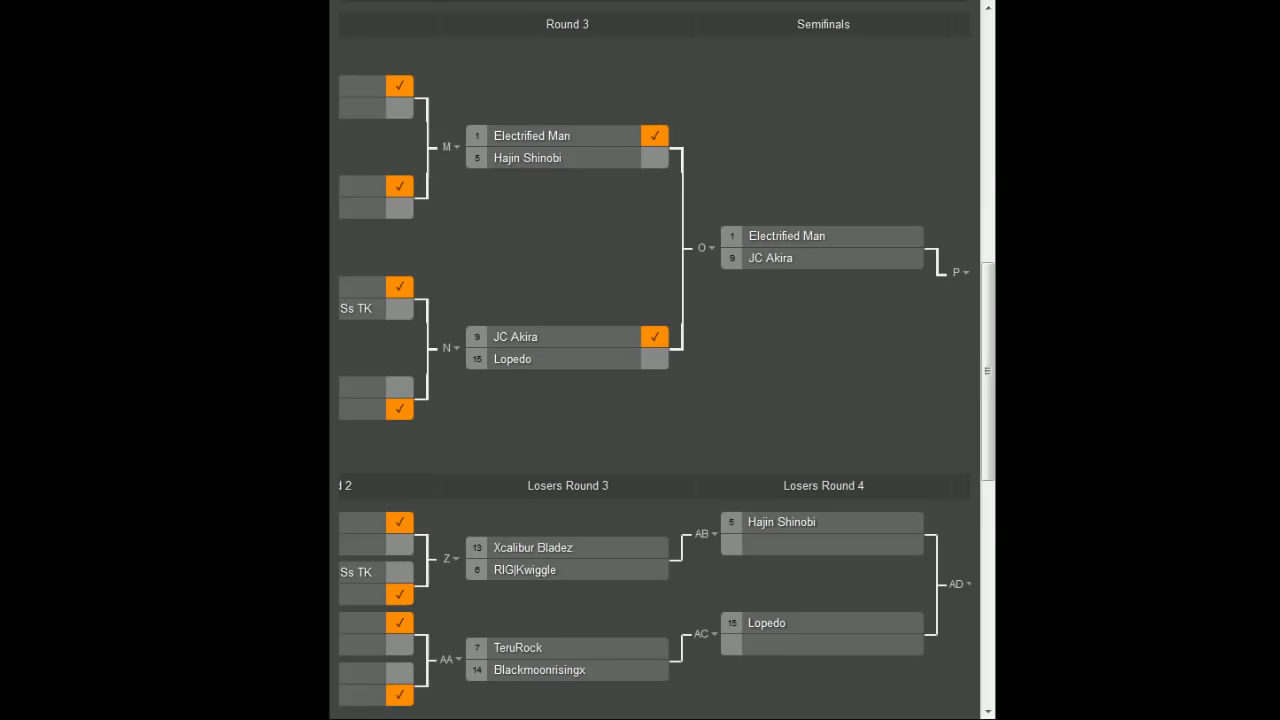 Round 3
Semifinals
M
1 Electrified Man ✓
5 Hajin Shinobi
O
1 Electrified Man
9 JC Akira
P
Ss TK
N
9 JC Akira ✓
15 Lopedo
d 2
Losers Round 3
Losers Round 4
Z
13 Xcalibur Bladez
6 RIG|Kwiggle
AB
5 Hajin Shinobi
Ss TK
AD
AA
7 TeruRock
14 Blackmoonrisingx
AC
15 Lopedo